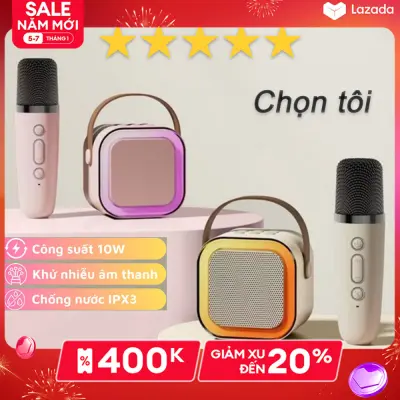 SALE
NĂM MỚI
5-7 THÁNG 1
Lazada
Chọn tôi
Công suất 10W
Khử nhiễu âm thanh
Chống nước IPX3
% 400K
GIẢM XU
ĐẾN 20%